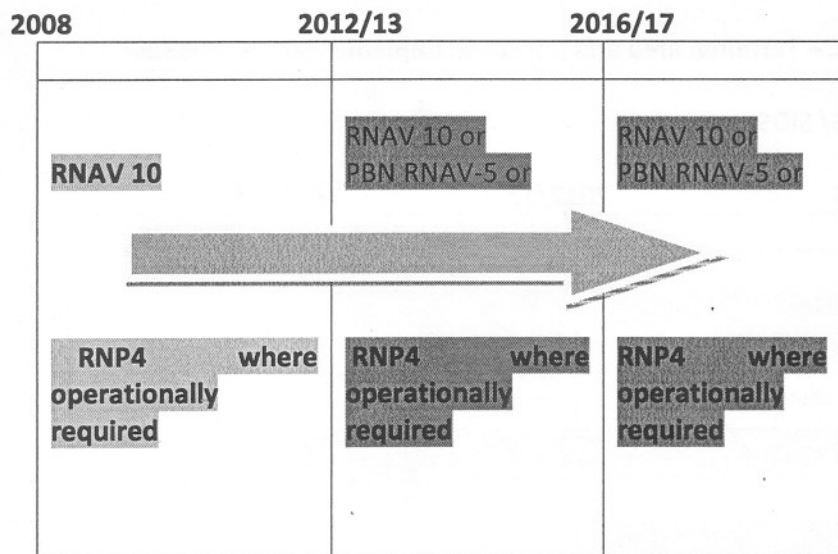 2008 2012/13 2016/17
RNAV 10 or RNAV 10 or
RNAV 10 PBN RNAV-5 or PBN RNAV-5 or
RNP4 where RNP4 where RNP4 where
operationally operationally operationally
required required required